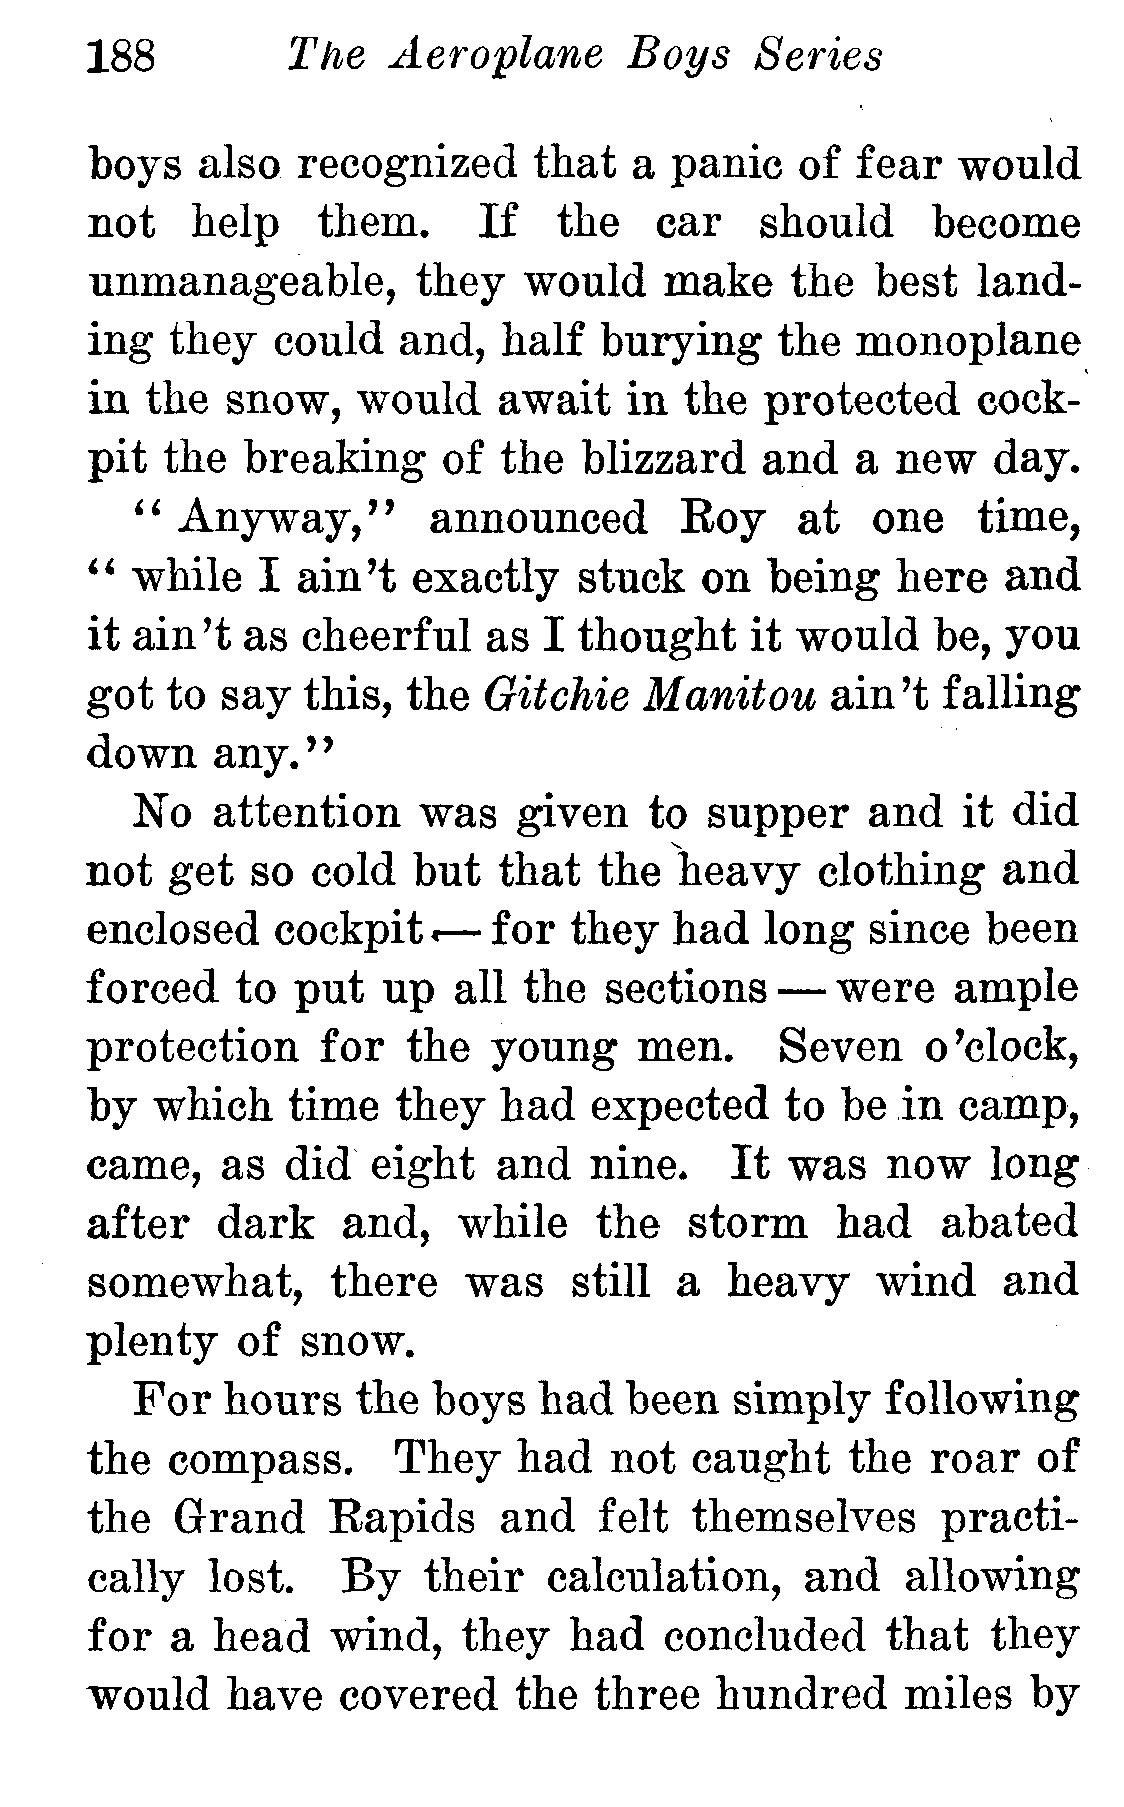 188 The Aeroplane Boys Series
boys also recognized that a panic of fear would
not help them. If the car should become
unmanageable, they would make the best land-
ing they could and, half burying the monoplane
in the snow, would await in the protected cock-
pit the breaking of the blizzard and a new day.
"Anyway," announced Roy at one time,
"while I ain't exactly stuck on being here and
it ain't as cheerful as I thought it would be, you
got to say this, the Gitchie Manitou ain't falling
down any."
No attention was given to supper and it did
not get so cold but that the heavy clothing and
enclosed cockpit — for they had long since been
forced to put up all the sections — were ample
protection for the young men. Seven o'clock,
by which time they had expected to be in camp,
came, as did eight and nine. It was now long
after dark and, while the storm had abated
somewhat, there was still a heavy wind and
plenty of snow.
For hours the boys had been simply following
the compass. They had not caught the roar of
the Grand Rapids and felt themselves practi-
cally lost. By their calculation, and allowing
for a head wind, they had concluded that they
would have covered the three hundred miles by